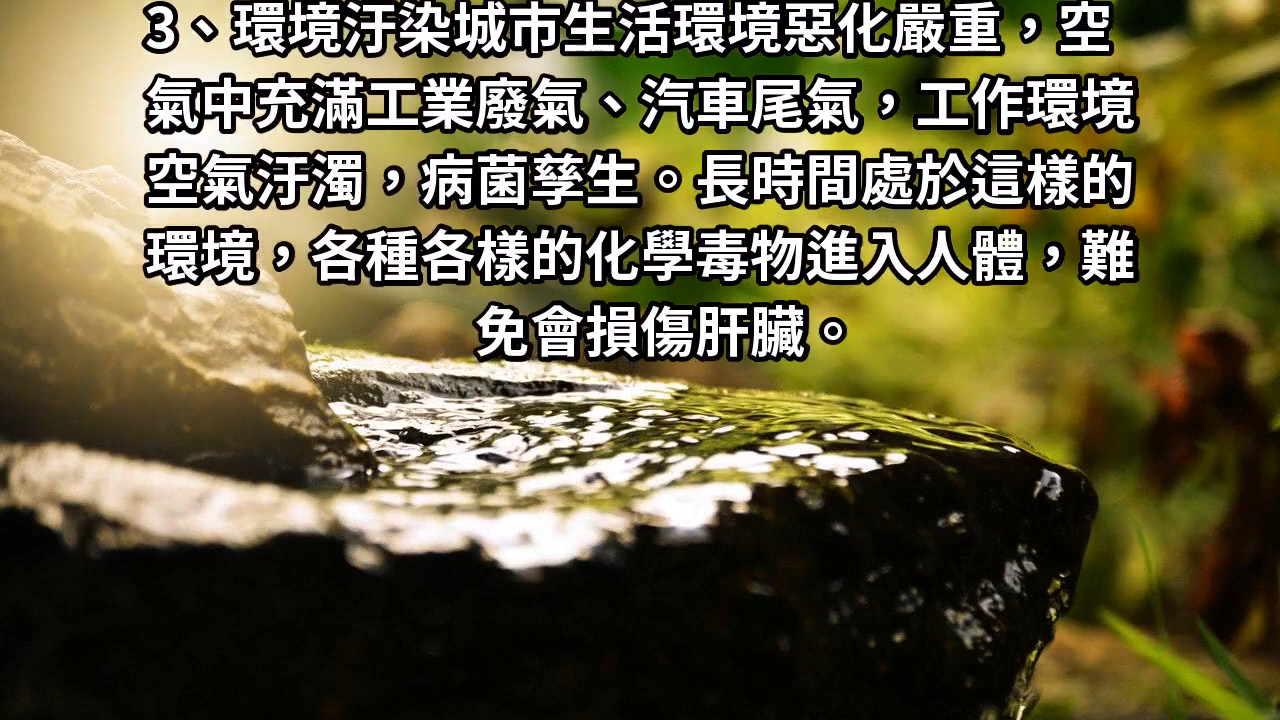 3、環境汙染城市生活環境惡化嚴重，空
氣中充滿工業廢氣、汽車尾氣，工作環境
空氣汙濁，病菌孳生。長時間處於這樣的
環境，各種各樣的化學毒物進入人體，難
免會損傷肝臟。